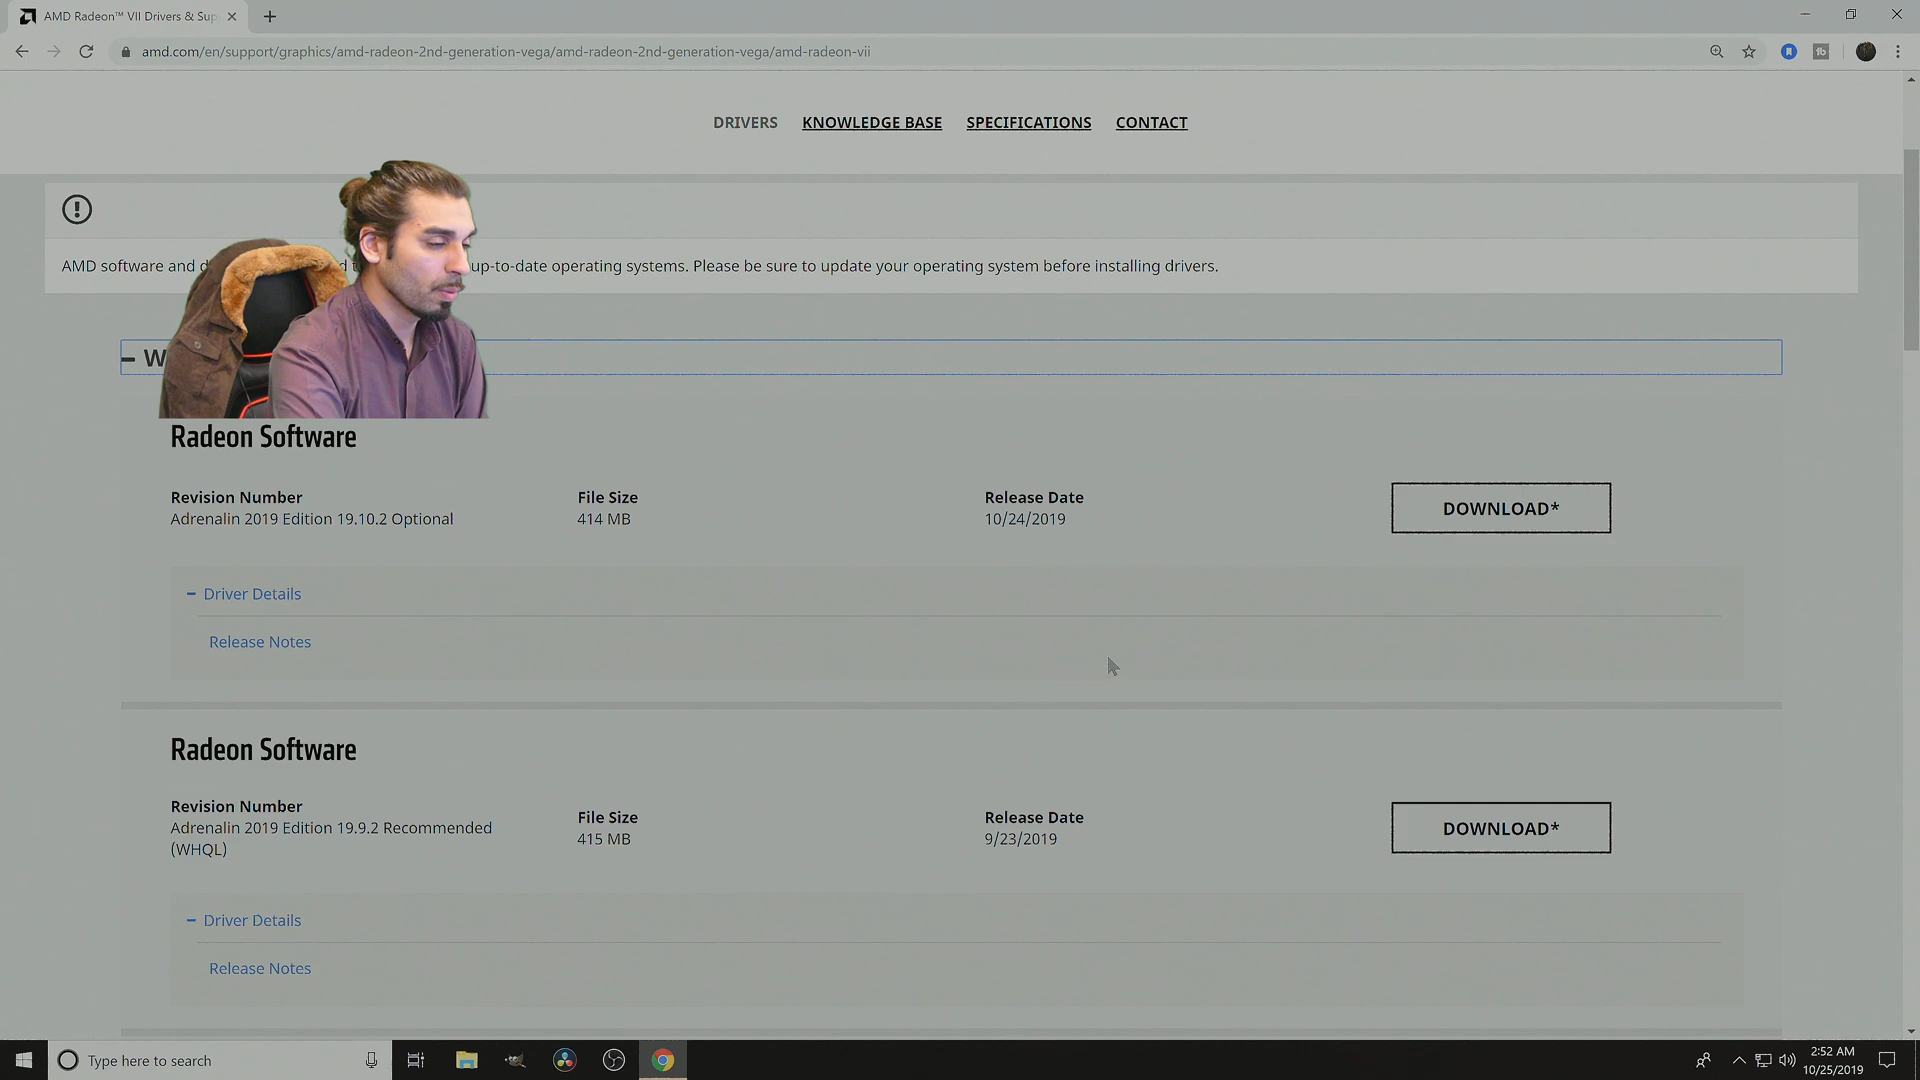 AMD Radeon™ VII Drivers & Sup
amd.com/en/support/graphics/amd-radeon-2nd-generation-vega/amd-radeon-2nd-generation-vega/amd-radeon-vii
DRIVERS KNOWLEDGE BASE SPECIFICATIONS CONTACT
AMD software and up-to-date operating systems. Please be sure to update your operating system before installing drivers.
Radeon Software
Revision Number File Size Release Date
Adrenalin 2019 Edition 19.10.2 Optional 414 MB 10/24/2019 DOWNLOAD*
Driver Details
Release Notes
Radeon Software
Revision Number File Size Release Date
Adrenalin 2019 Edition 19.9.2 Recommended 415 MB 9/23/2019 DOWNLOAD*
(WHQL)
Driver Details
Release Notes
Type here to search 2:52 AM
10/25/2019